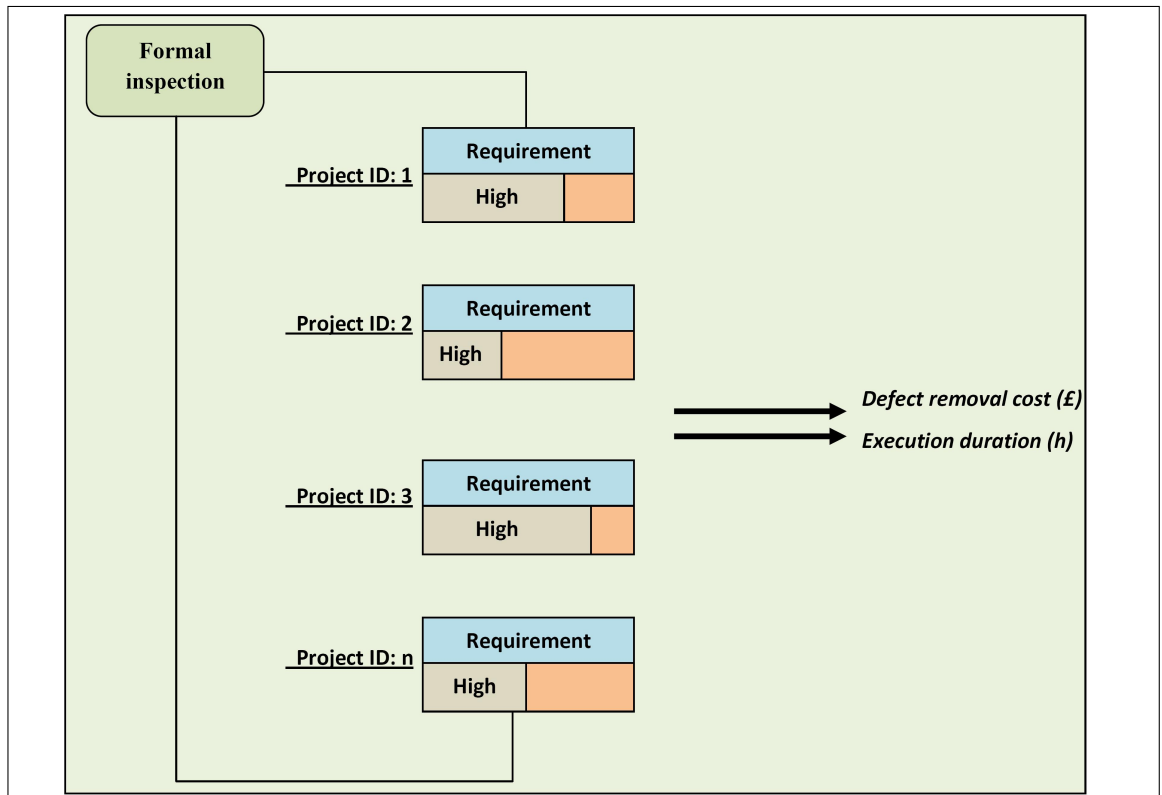 Formal
inspection
Project ID: 1
Requirement
High
Project ID: 2
Requirement
High
Defect removal cost (£)
Execution duration (h)
Project ID: 3
Requirement
High
Project ID: n
Requirement
High